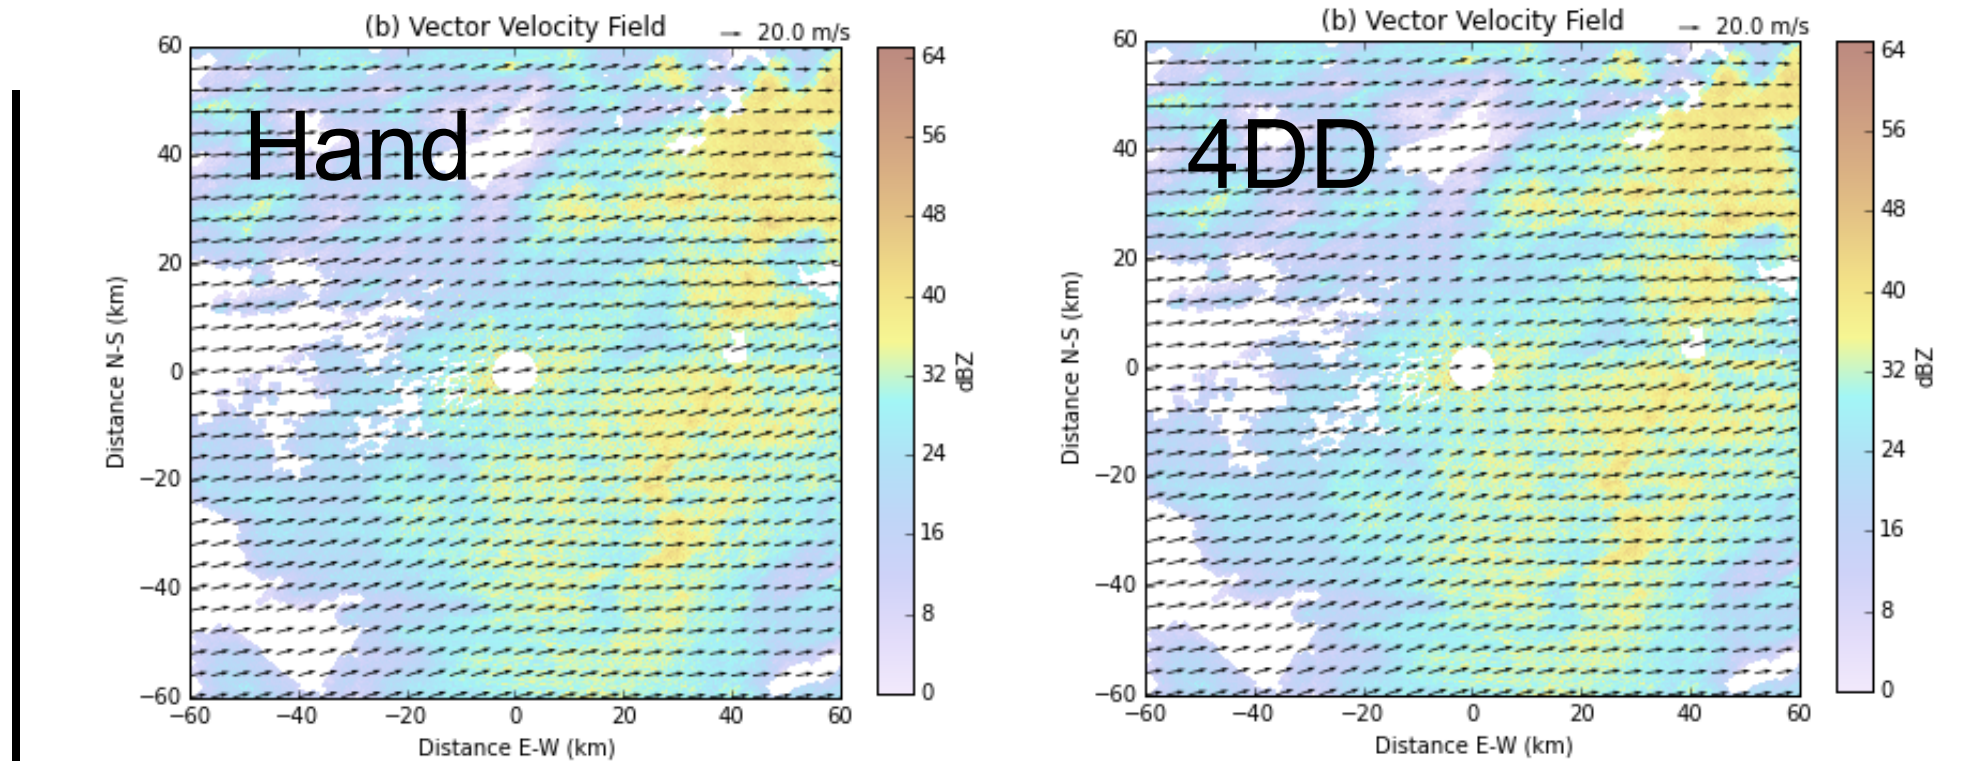 (b) Vector Velocity Field
20.0 m/s
Hand
60
40
20
0
−20
−40
−60
Distance N-S (km)
−60 −40 −20 0 20 40 60
Distance E-W (km)
64
56
48
40
32
24
16
8
0
dBZ
(b) Vector Velocity Field
20.0 m/s
4DD
60
40
20
0
−20
−40
−60
Distance N-S (km)
−60 −40 −20 0 20 40 60
Distance E-W (km)
64
56
48
40
32
24
16
8
0
dBZ